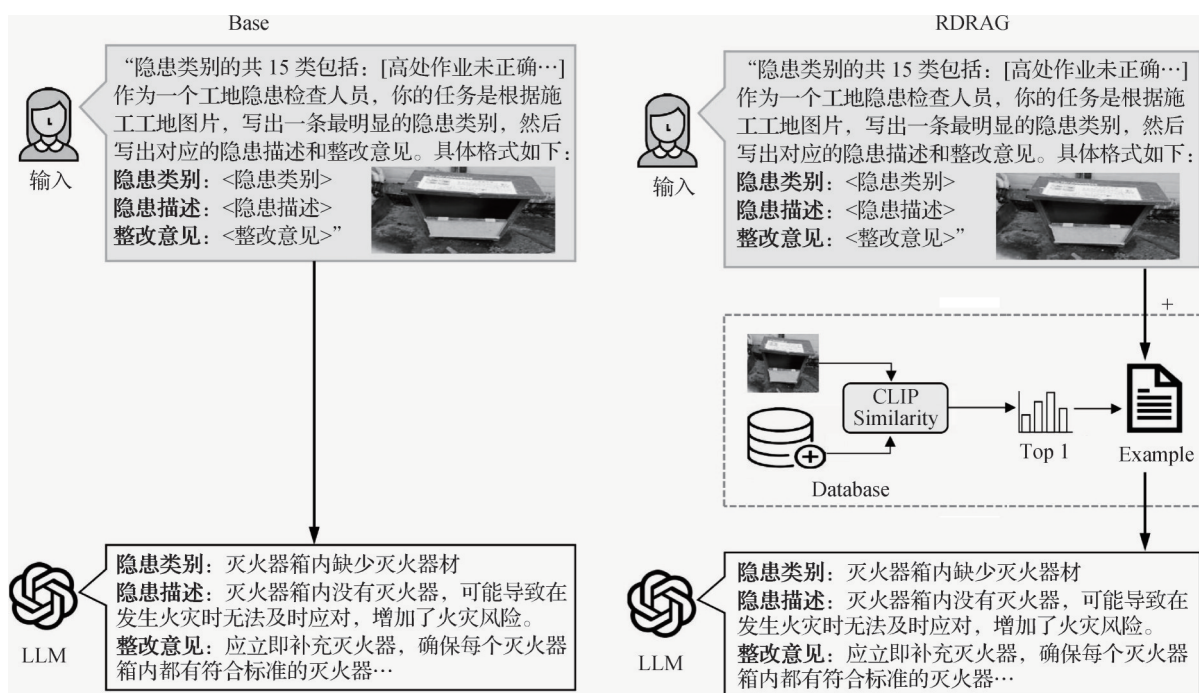 Base
“隐患类别的共 15 类包括：[高处作业未正确…]
作为一个工地隐患检查人员，你的任务是根据施
工工地图片，写出一条最明显的隐患类别，然后
写出对应的隐患描述和整改意见。具体格式如下：
隐患类别：<隐患类别>
隐患描述：<隐患描述>
整改意见：<整改意见>”
输入
隐患类别：灭火器箱内缺少灭火器材
隐患描述：灭火器箱内没有灭火器，可能导致在
发生火灾时无法及时应对，增加了火灾风险。
整改意见：应立即补充灭火器，确保每个灭火器
箱内都有符合标准的灭火器…
LLM
RDRAG
“隐患类别的共 15 类包括：[高处作业未正确…]
作为一个工地隐患检查人员，你的任务是根据施
工工地图片，写出一条最明显的隐患类别，然后
写出对应的隐患描述和整改意见。具体格式如下：
隐患类别：<隐患类别>
隐患描述：<隐患描述>
整改意见：<整改意见>”
输入
+
CLIP
Similarity
Top 1
Example
Database
隐患类别：灭火器箱内缺少灭火器材
隐患描述：灭火器箱内没有灭火器，可能导致在
发生火灾时无法及时应对，增加了火灾风险。
整改意见：应立即补充灭火器，确保每个灭火器
箱内都有符合标准的灭火器…
LLM